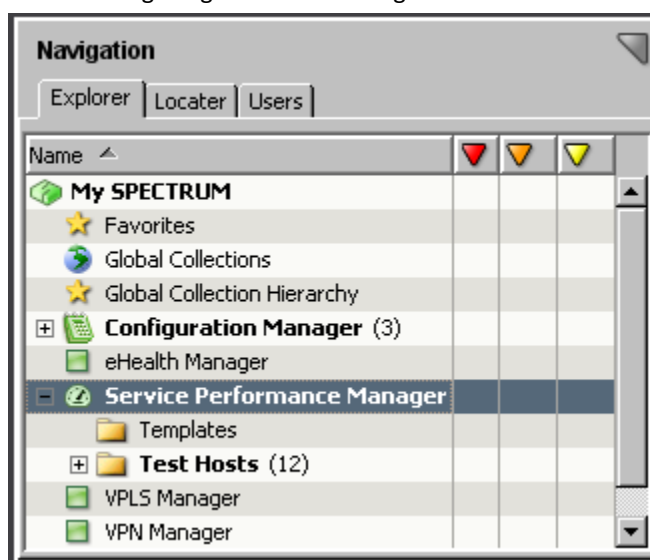 Navigation
Explorer Locater Users
Name
My SPECTRUM
Favorites
Global Collections
Global Collection Hierarchy
Configuration Manager (3)
eHealth Manager
Service Performance Manager
Templates
Test Hosts (12)
VPLS Manager
VPN Manager